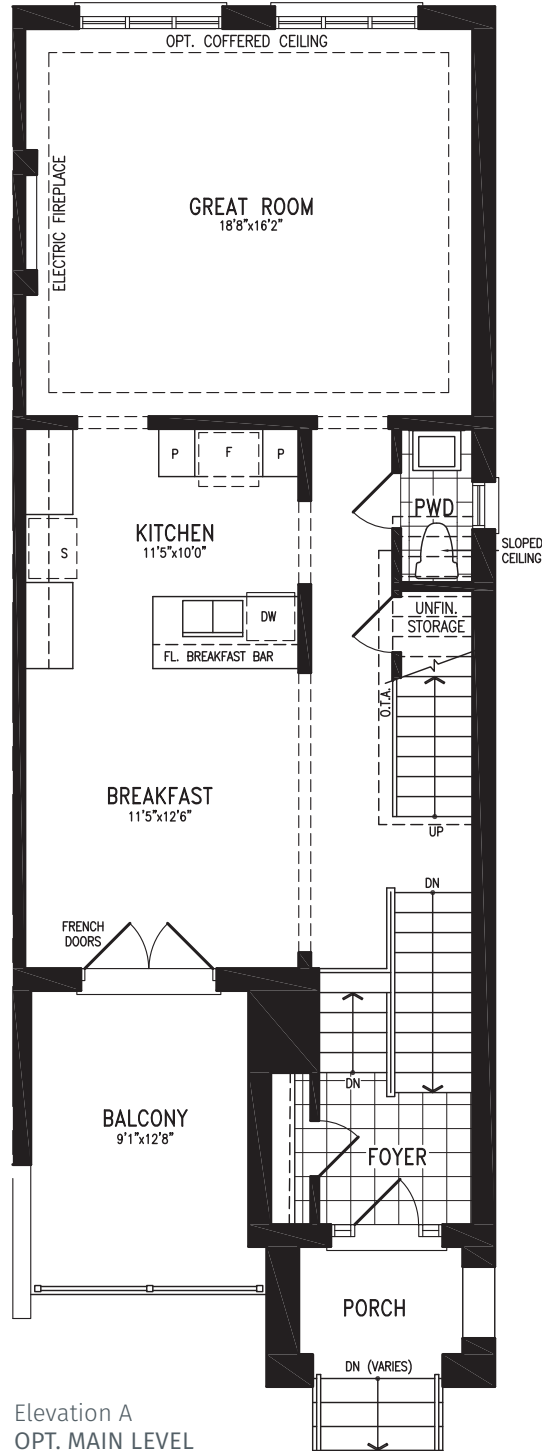 OPT. COFFERED CEILING
ELECTRIC FIREPLACE
GREAT ROOM
18'8"x16'2"
P
F
P
KITCHEN
11'5"x10'0"
S
PWD
SLOPED
CEILING
UNFIN.
STORAGE
DW
FL. BREAKFAST BAR
O.T.A.
BREAKFAST
11'5"x12'6"
UP
DN
FRENCH
DOORS
DN
BALCONY
9'1"x12'8"
FOYER
PORCH
DN (VARIES)
Elevation A
OPT. MAIN LEVEL